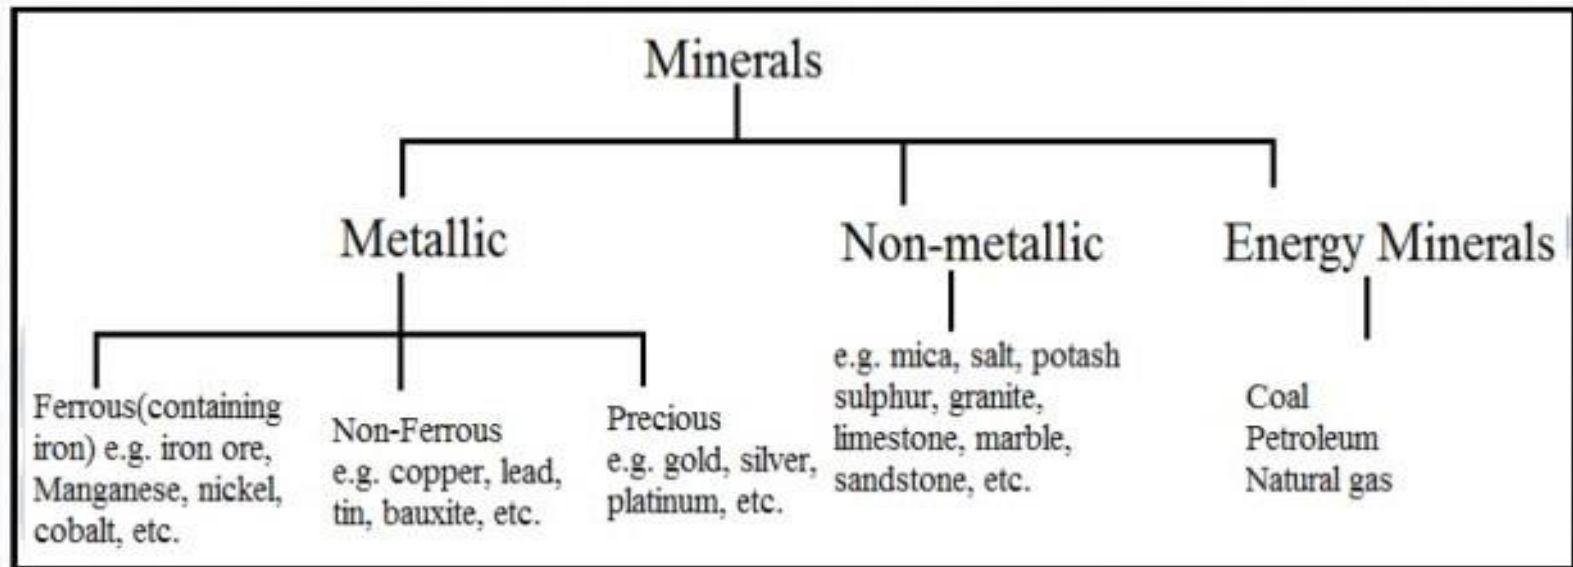 Minerals
Metallic
Non-metallic
Energy Minerals
Ferrous(containing
iron) e.g. iron ore,
Manganese, nickel,
cobalt, etc.
Non-Ferrous
e.g. copper, lead,
tin, bauxite, etc.
Precious
e.g. gold, silver,
platinum, etc.
e.g. mica, salt, potash
sulphur, granite,
limestone, marble,
sandstone, etc.
Coal
Petroleum
Natural gas